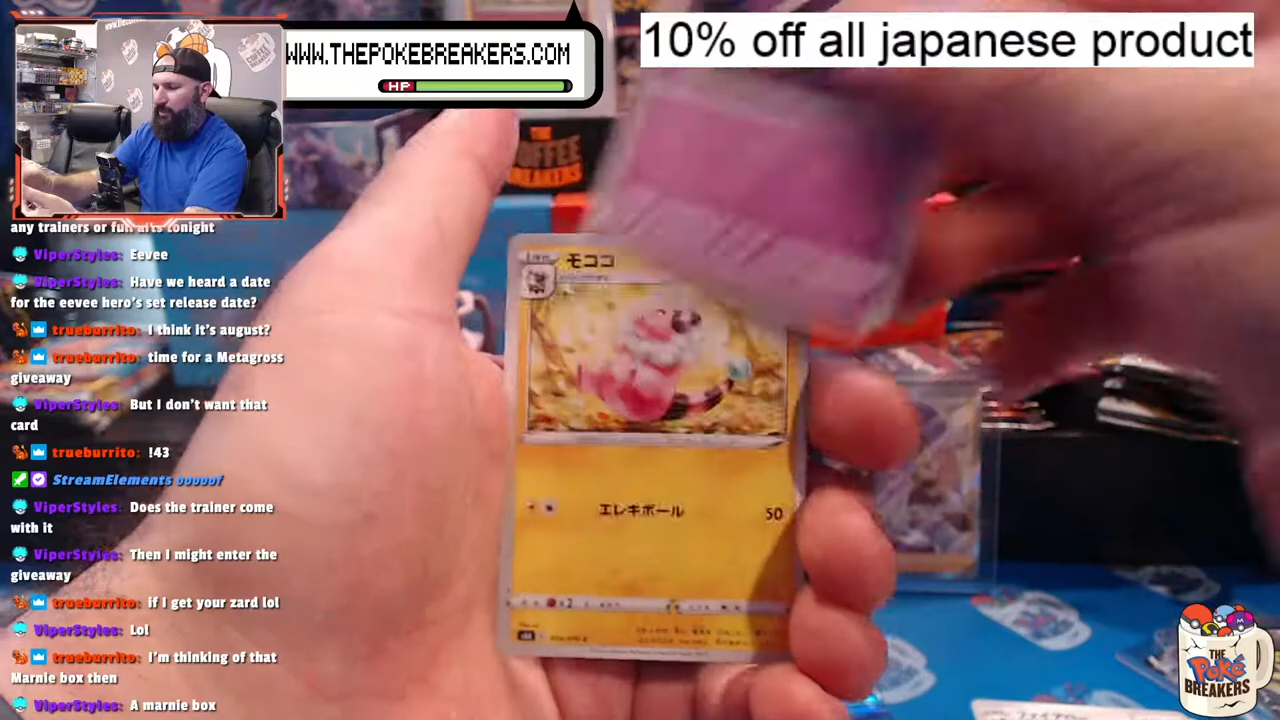 WWW.THEPOKEBREAKERS.COM
HP
10% off all japanese product
THE
COFFEE
BREAKERS
any trainers or full arts tonight
ViperStyles: Eevee
ViperStyles: Have we heard a date
for the eevee hero's set release date?
trueburrito: I think it's august?
trueburrito: time for a Metagross
giveaway
ViperStyles: But I don't want that
card
trueburrito: !43
StreamElements ooooof
ViperStyles: Does the trainer come
with it
ViperStyles: Then I might enter the
giveaway
trueburrito: if I get your zard lol
ViperStyles: Lol
trueburrito: I'm thinking of that
Marnie box then
ViperStyles: A marnie box
モココ
エレキボール 50
×2
THE
Poké
BREAKERS